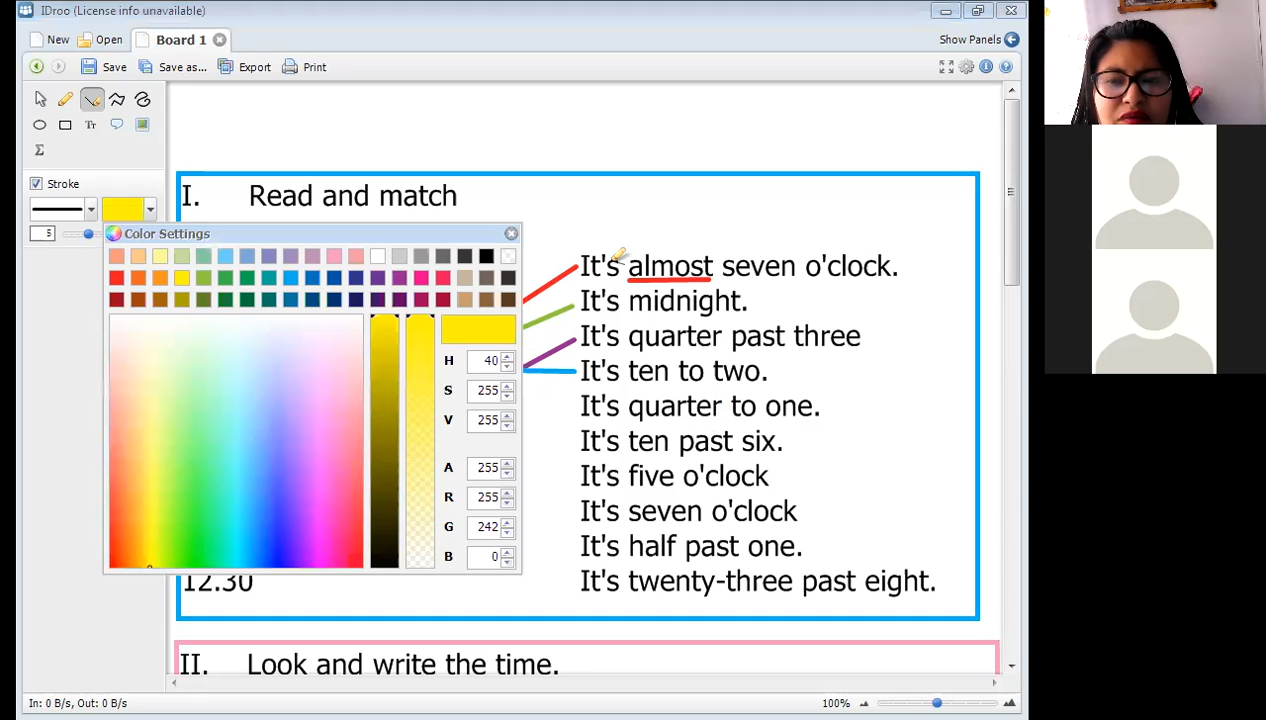 IDroo (License info unavailable)
New Open Board 1 Show Panels
Save Save as... Export Print
Tr
Σ
Stroke
5
I. Read and match
Color Settings
It's almost seven o'clock.
It's midnight.
It's quarter past three
It's ten to two.
It's quarter to one.
It's ten past six.
It's five o'clock
It's seven o'clock
It's half past one.
12.30 It's twenty-three past eight.
H 40
S 255
V 255
A 255
R 255
G 242
B 0
II. Look and write the time.
In: 0 B/s, Out: 0 B/s 100%